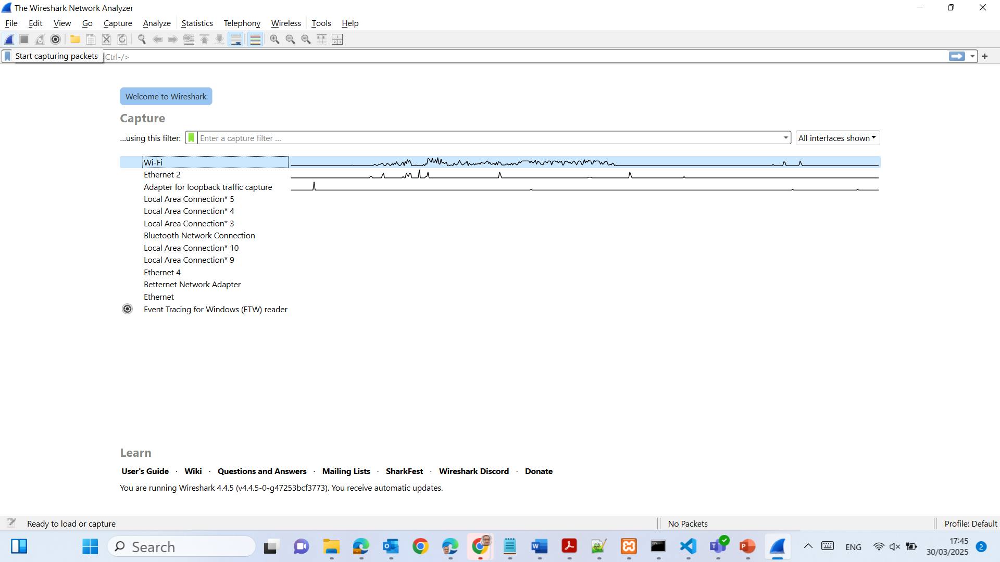 The Wireshark Network Analyzer
File Edit View Go Capture Analyze Statistics Telephony Wireless Tools Help
Start capturing packets Ctrl-/>
Welcome to Wireshark
Capture
...using this filter: Enter a capture filter ... All interfaces shown
Wi-Fi
Ethernet 2
Adapter for loopback traffic capture
Local Area Connection* 5
Local Area Connection* 4
Local Area Connection* 3
Bluetooth Network Connection
Local Area Connection* 10
Local Area Connection* 9
Ethernet 4
Betternet Network Adapter
Ethernet
Event Tracing for Windows (ETW) reader
Learn
User's Guide · Wiki · Questions and Answers · Mailing Lists · SharkFest · Wireshark Discord · Donate
You are running Wireshark 4.4.5 (v4.4.5-0-g47253bcf3773). You receive automatic updates.
Ready to load or capture No Packets Profile: Default
Search ENG 17:45 2
30/03/2025